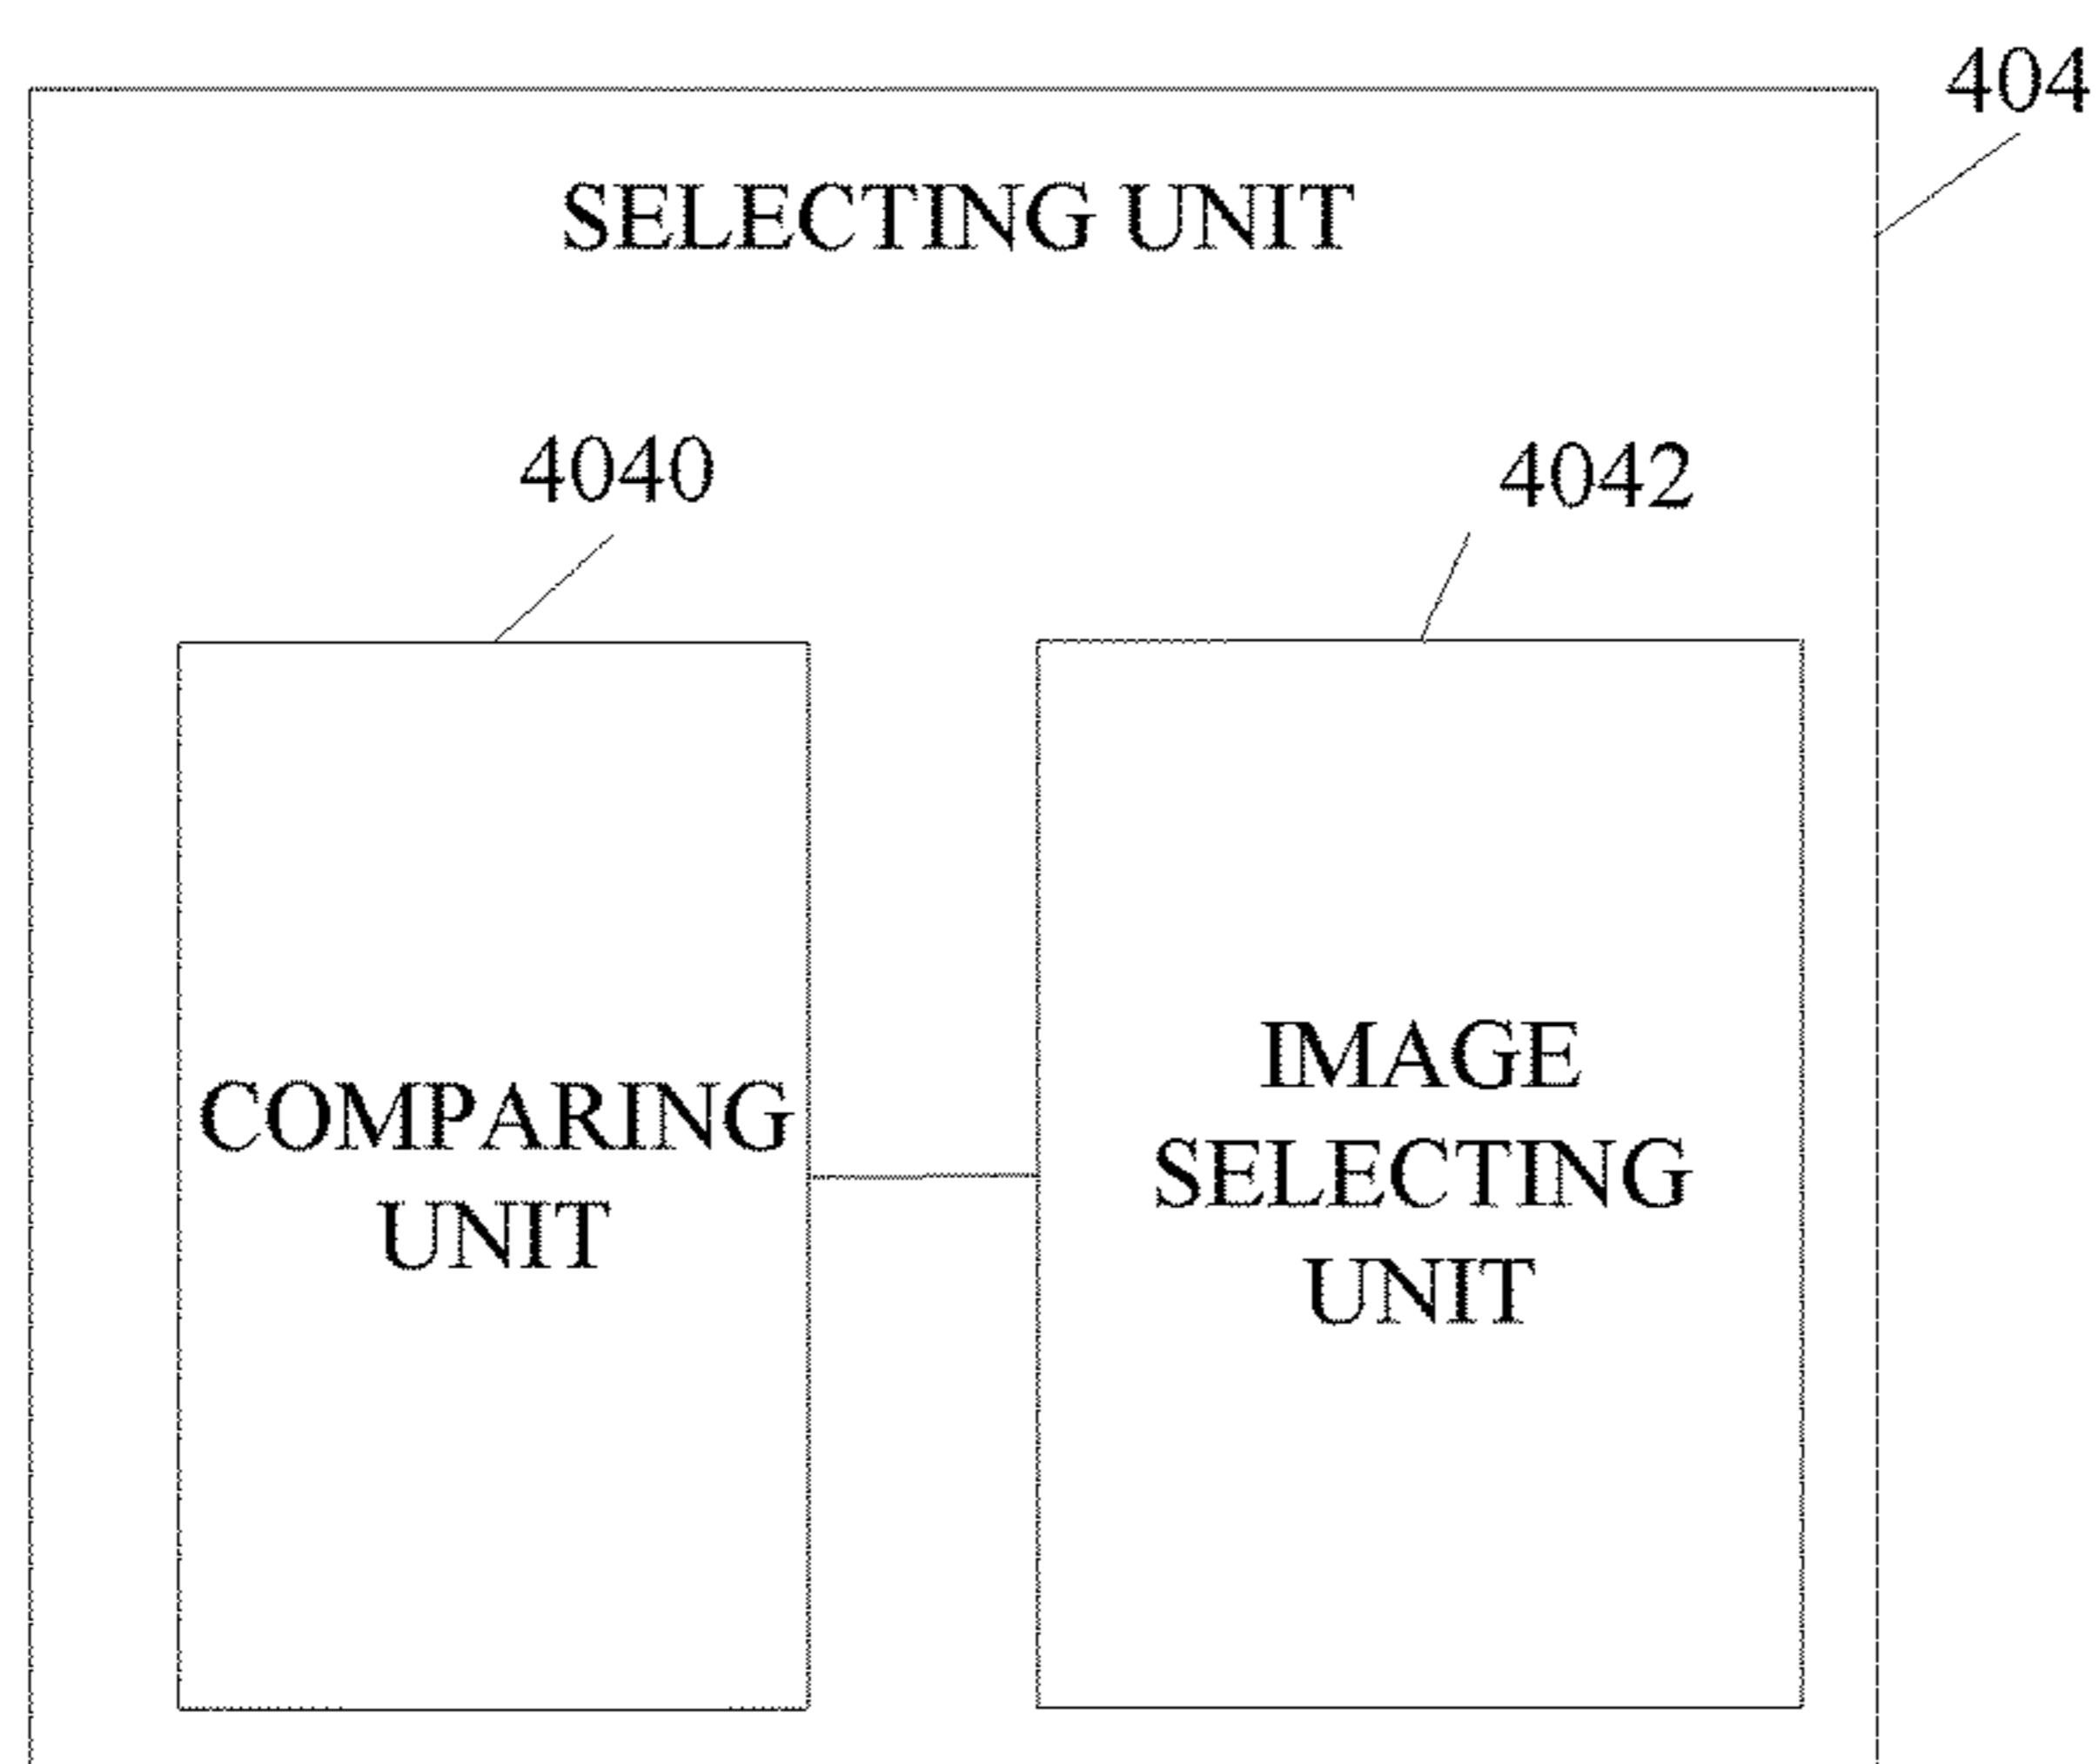 404
SELECTING UNIT
4040
4042
COMPARING
UNIT
IMAGE
SELECTING
UNIT